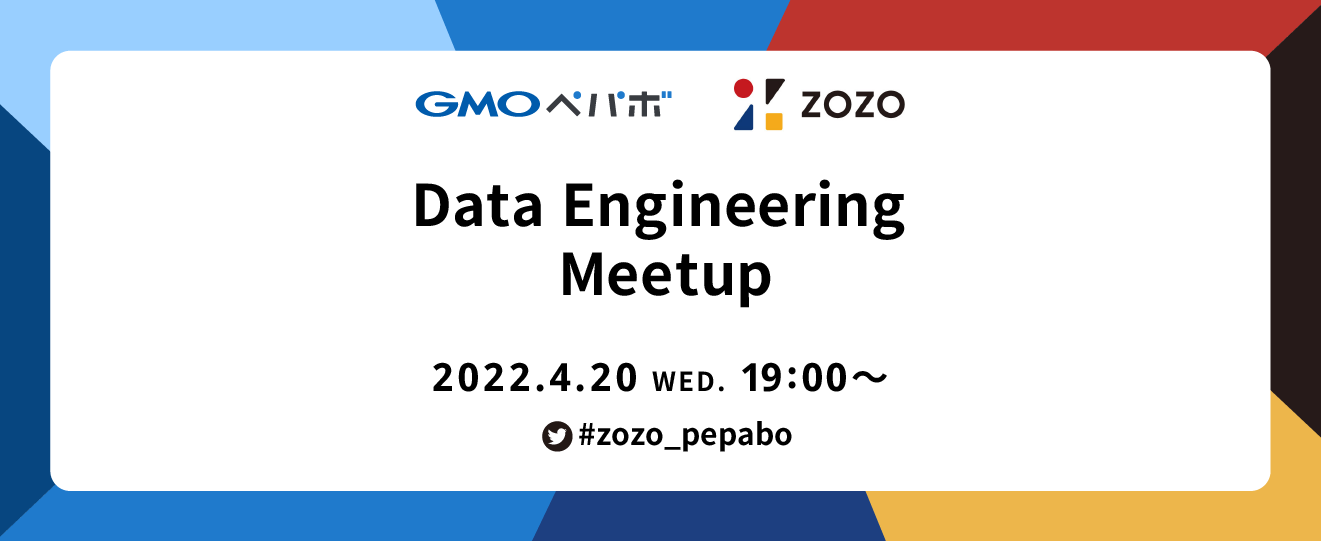 GMOペパボ ZOZO
Data Engineering
Meetup
2022.4.20 WED. 19:00〜
#zozo_pepabo